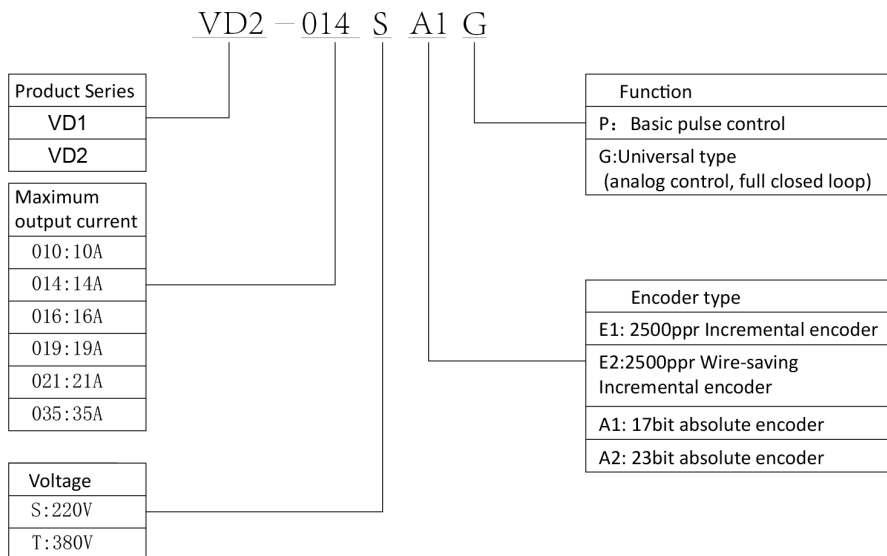 VD2-014 S A1 G
Product Series
VD1
VD2
Maximum
output current
010:10A
014:14A
016:16A
019:19A
021:21A
035:35A
Voltage
S:220V
T:380V
Function
P: Basic pulse control
G:Universal type
(analog control, full closed loop)
Encoder type
E1: 2500ppr Incremental encoder
E2:2500ppr Wire-saving
Incremental encoder
A1: 17bit absolute encoder
A2: 23bit absolute encoder